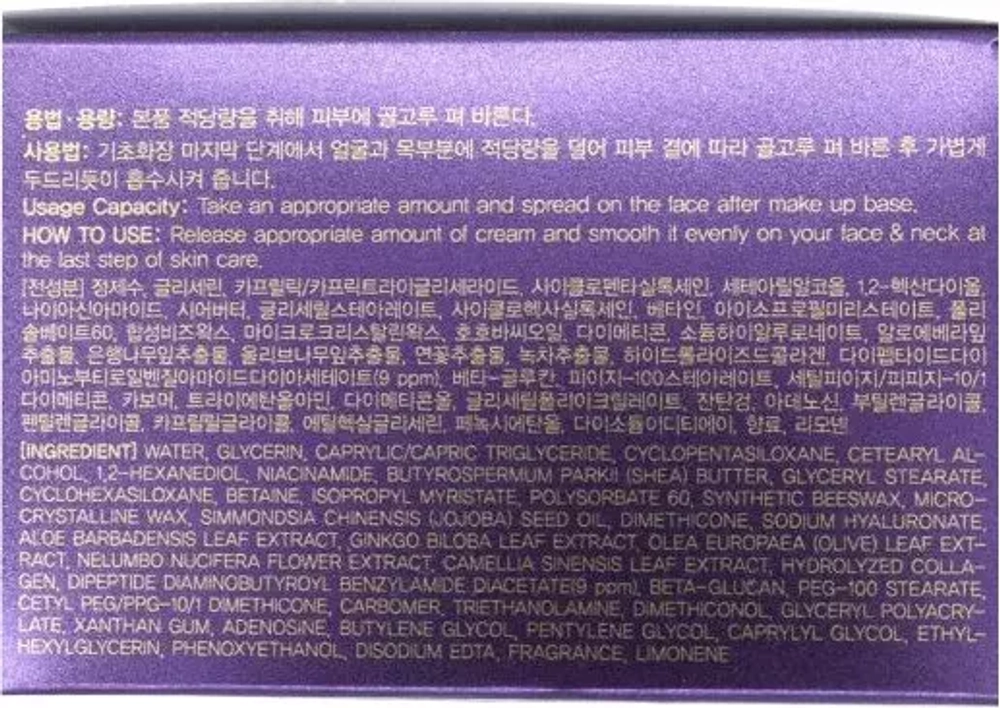 용법·용량: 본품 적당량을 취해 피부에 골고루 펴 바른다.
사용법: 기초화장 마지막 단계에서 얼굴과 목부분에 적당량을 덜어 피부 결에 따라 골고루 펴 바른 후 가볍게
두드리듯이 흡수시켜 줍니다.
Usage Capacity: Take an appropriate amount and spread on the face after make up base.
HOW TO USE: Release appropriate amount of cream and smooth it evenly on your face & neck at
the last step of skin care.
[전성분] 정제수, 글리세린, 카프릴릭/카프릭트라이글리세라이드, 사이클로펜타실록세인, 세테아릴알코올, 1,2-헥산다이올,
나이아신아마이드, 시어버터, 글리세릴스테아레이트, 사이클로헥사실록세인, 베타인, 아이소프로필미리스테이트, 폴리
솔베이트60, 합성비즈왁스, 마이크로크리스탈린왁스, 호호바씨오일, 다이메티콘, 소듐하이알루로네이트, 알로에베라잎
추출물, 은행나무잎추출물, 올리브나무잎추출물, 연꽃추출물, 녹차추출물, 하이드롤라이즈드콜라겐, 다이펩타이드다이
아미노부티로일벤질아마이드다이아세테이트(9 ppm), 베타-글루칸, 피이지-100스테아레이트, 세틸피이지/피피지-10/1
다이메티콘, 카보머, 트라이에탄올아민, 다이메티콘올, 글리세릴폴리아크릴레이트, 잔탄검, 아데노신, 부틸렌글라이콜,
펜틸렌글라이콜, 카프릴릴글라이콜, 에틸헥실글리세린, 페녹시에탄올, 다이소듐이디티에이, 향료, 리모넨
[INGREDIENT] WATER, GLYCERIN, CAPRYLIC/CAPRIC TRIGLYCERIDE, CYCLOPENTASILOXANE, CETEARYL AL-
COHOL, 1,2-HEXANEDIOL, NIACINAMIDE, BUTYROSPERMUM PARKII (SHEA) BUTTER, GLYCERYL STEARATE,
CYCLOHEXASILOXANE, BETAINE, ISOPROPYL MYRISTATE, POLYSORBATE 60, SYNTHETIC BEESWAX, MICRO-
CRYSTALLINE WAX, SIMMONDSIA CHINENSIS (JOJOBA) SEED OIL, DIMETHICONE, SODIUM HYALURONATE,
ALOE BARBADENSIS LEAF EXTRACT, GINKGO BILOBA LEAF EXTRACT, OLEA EUROPAEA (OLIVE) LEAF EXT-
RACT, NELUMBO NUCIFERA FLOWER EXTRACT, CAMELLIA SINENSIS LEAF EXTRACT, HYDROLYZED COLLA-
GEN, DIPEPTIDE DIAMINOBUTYROYL BENZYLAMIDE DIACETATE(9 ppm), BETA-GLUCAN, PEG-100 STEARATE,
CETYL PEG/PPG-10/1 DIMETHICONE, CARBOMER, TRIETHANOLAMINE, DIMETHICONOL, GLYCERYL POLYACRY-
LATE, XANTHAN GUM, ADENOSINE, BUTYLENE GLYCOL, PENTYLENE GLYCOL, CAPRYLYL GLYCOL, ETHYL-
HEXYLGLYCERIN, PHENOXYETHANOL, DISODIUM EDTA, FRAGRANCE, LIMONENE